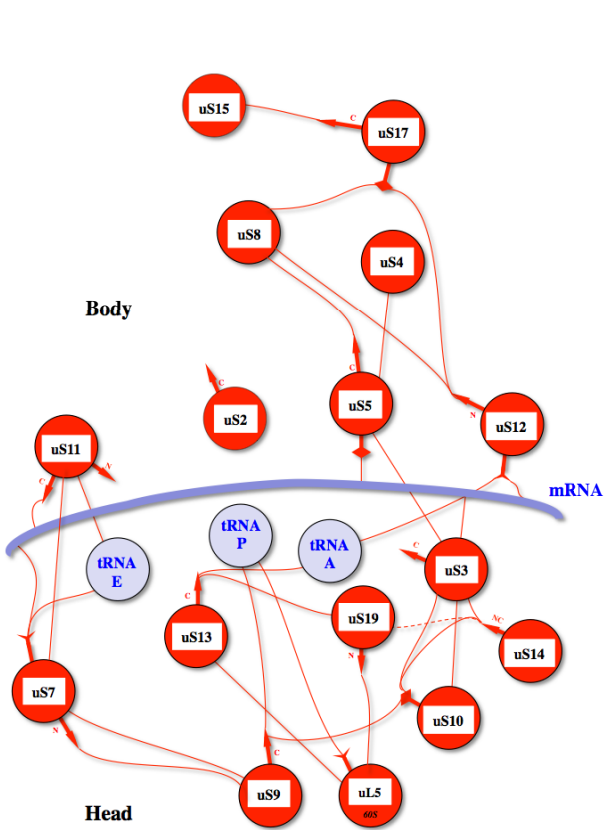 uS15
C
uS17
uS8
uS4
Body
C
C
uS2
uS5
N
uS12
uS11
N
C
mRNA
tRNA
P
tRNA
A
tRNA
E
C
uS3
C
uS13
uS19
NC
uS14
N
uS7
N
uS10
C
uS9
uL5
60S
Head